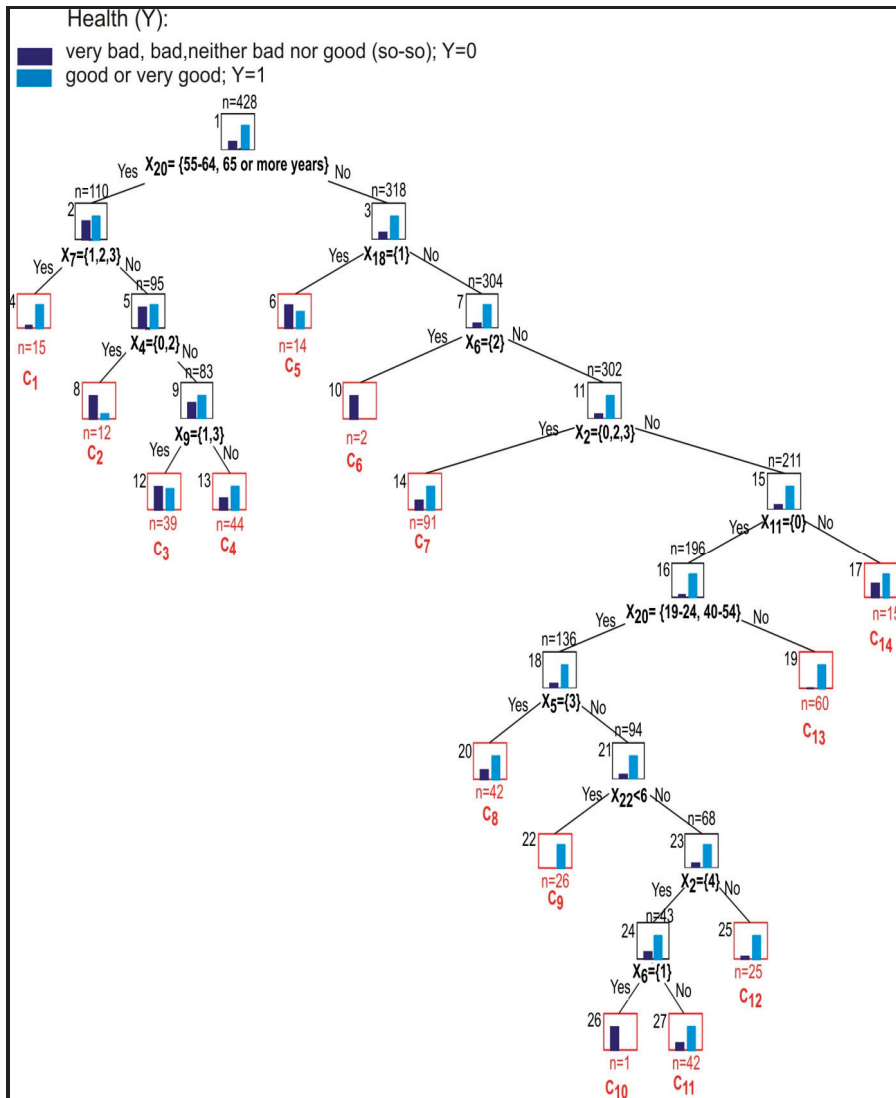 Health (Y):
very bad, bad,neither bad nor good (so-so); Y=0
good or very good; Y=1
n=428
1
X20= {55-64, 65 or more years}
Yes
No
n=110
2
X7={1,2,3}
n=318
3
X18={1}
Yes
No
Yes
No
4
n=15
C1
n=95
5
X4={0,2}
6
n=14
C5
n=304
7
X6={2}
Yes
No
Yes
No
8
n=12
C2
n=83
9
X9={1,3}
10
n=2
C6
n=302
11
X2={0,2,3}
Yes
No
Yes
No
12
n=39
C3
13
n=44
C4
14
n=91
C7
n=211
15
X11={0}
Yes
No
n=196
16
X20= {19-24, 40-54}
17
n=15
C14
Yes
No
n=136
18
X5={3}
19
n=60
C13
Yes
No
20
n=42
C8
n=94
21
X22<6
Yes
No
22
n=26
C9
n=68
23
X2={4}
Yes
No
n=43
24
X6={1}
25
n=25
C12
Yes
No
26
n=1
C10
27
n=42
C11